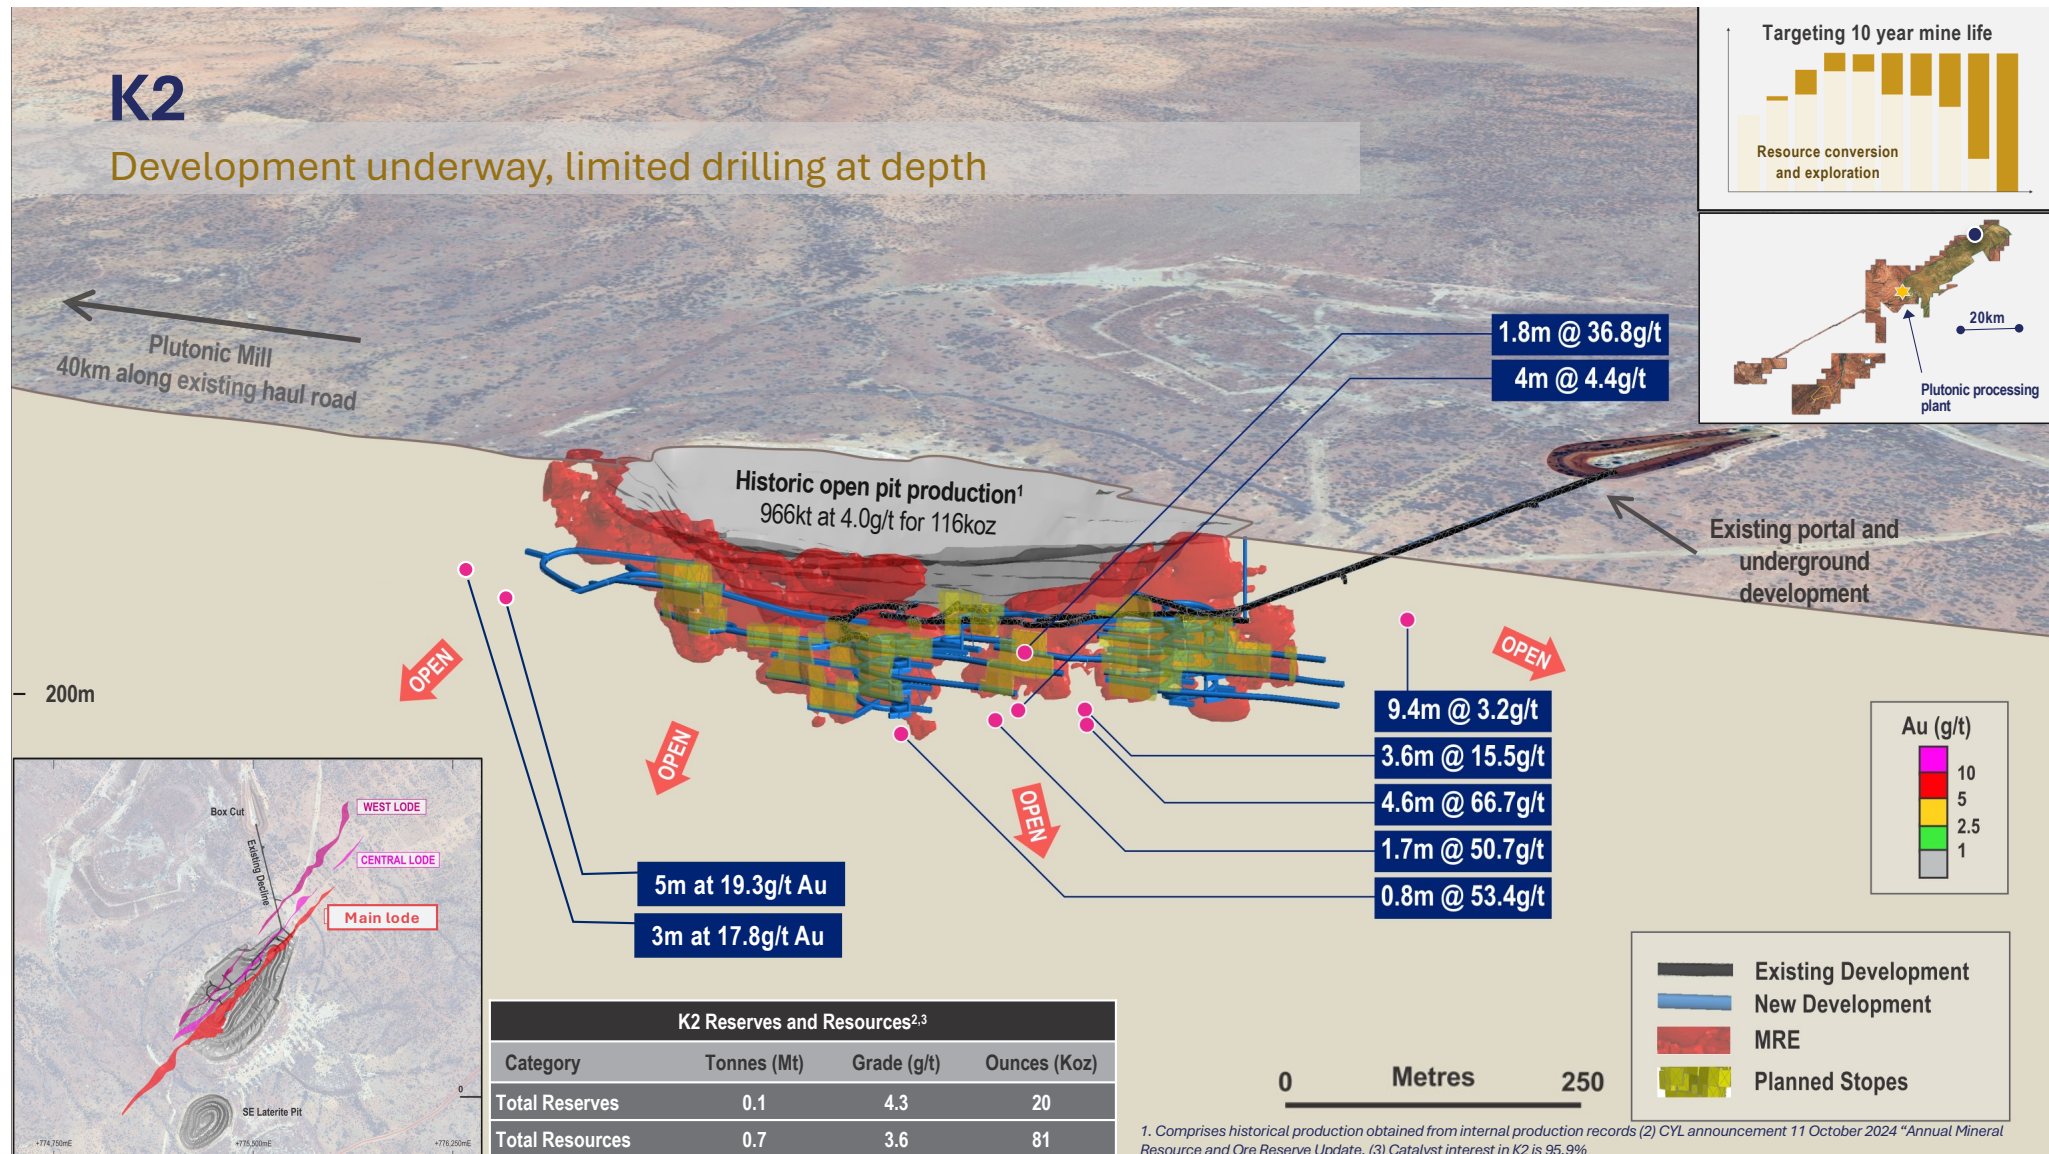 K2
Development underway, limited drilling at depth
Targeting 10 year mine life
Resource conversion
and exploration
20km
Plutonic processing
plant
Plutonic Mill
40km along existing haul road
1.8m @ 36.8g/t
4m @ 4.4g/t
Historic open pit production1
966kt at 4.0g/t for 116koz
Existing portal and
underground
development
OPEN
OPEN
OPEN
OPEN
200m
9.4m @ 3.2g/t
3.6m @ 15.5g/t
4.6m @ 66.7g/t
1.7m @ 50.7g/t
0.8m @ 53.4g/t
5m at 19.3g/t Au
3m at 17.8g/t Au
Au (g/t)
10
5
2.5
1
Box Cut
Existing Decline
WEST LODE
CENTRAL LODE
Main lode
SE Laterite Pit
0
+774,750mE
+775,500mE
+776,250mE
K2 Reserves and Resources2,3
Category Tonnes (Mt) Grade (g/t) Ounces (Koz)
Total Reserves 0.1 4.3 20
Total Resources 0.7 3.6 81
0 Metres 250
Existing Development
New Development
MRE
Planned Stopes
1. Comprises historical production obtained from internal production records (2) CYL announcement 11 October 2024 “Annual Mineral
Resource and Ore Reserve Update. (3) Catalyst interest in K2 is 95.9%